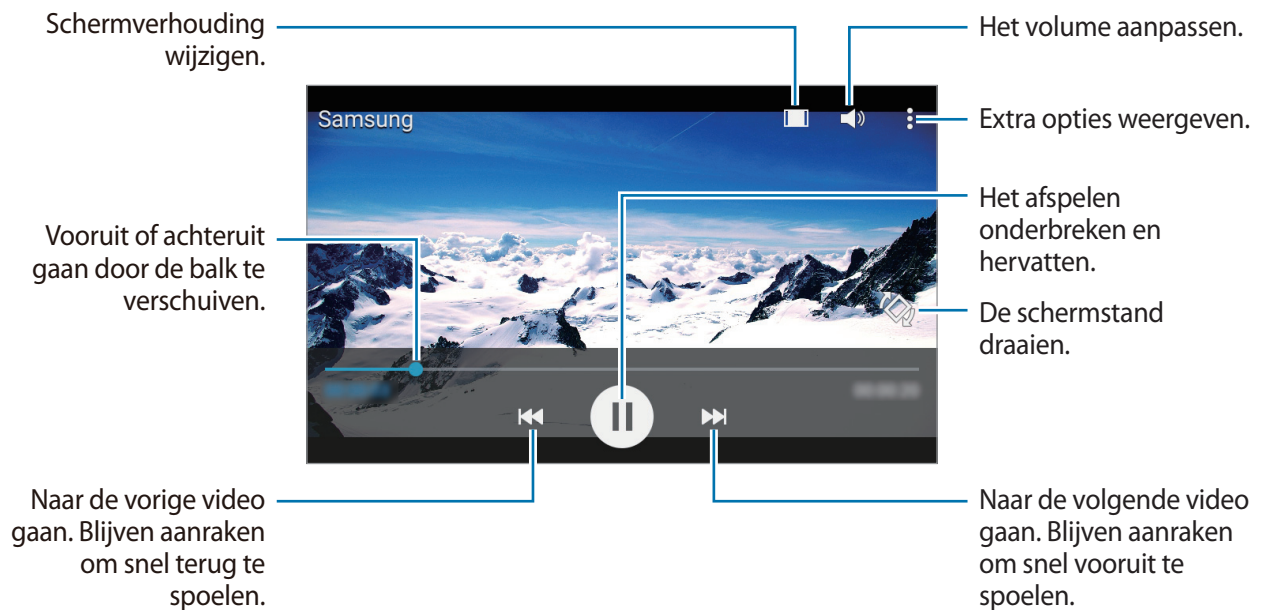 Schermverhouding
wijzigen.
Het volume aanpassen.
Samsung
Extra opties weergeven.
Vooruit of achteruit
gaan door de balk te
verschuiven.
Het afspelen
onderbreken en
hervatten.
De schermstand
draaien.
Naar de vorige video
gaan. Blijven aanraken
om snel terug te
spoelen.
Naar de volgende video
gaan. Blijven aanraken
om snel vooruit te
spoelen.